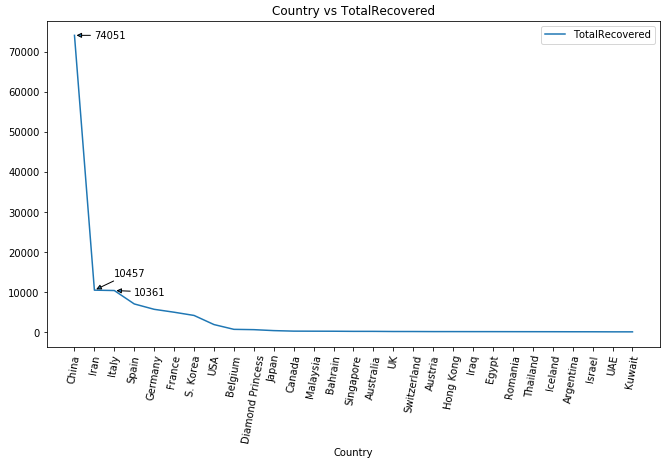 Country vs TotalRecovered
TotalRecovered
74051
10457
10361
70000
60000
50000
40000
30000
20000
10000
0
China
Iran
Italy
Spain
Germany
France
S. Korea
USA
Belgium
Diamond Princess
Japan
Canada
Malaysia
Bahrain
Singapore
Australia
UK
Switzerland
Austria
Hong Kong
Iraq
Egypt
Romania
Thailand
Iceland
Argentina
Israel
UAE
Kuwait
Country